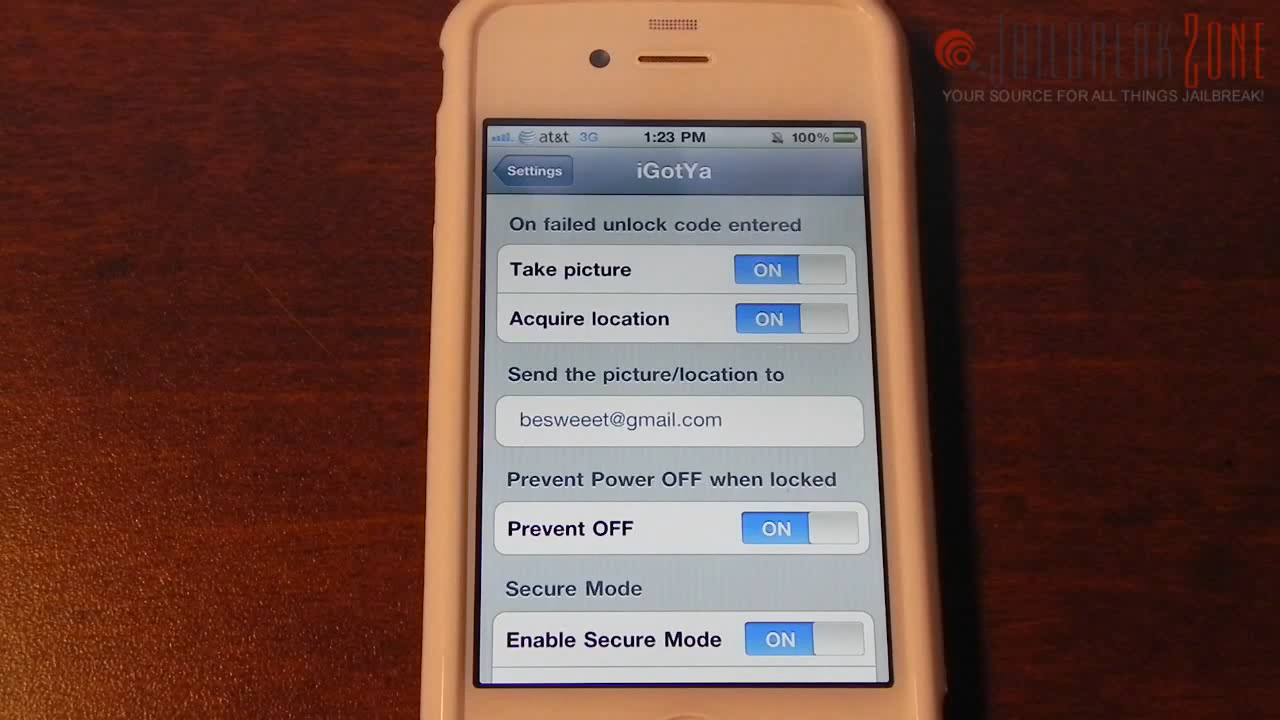 JAILBREAK ZONE
YOUR SOURCE FOR ALL THINGS JAILBREAK!
at&t 3G 1:23 PM 100%
Settings iGotYa
On failed unlock code entered
Take picture ON
Acquire location ON
Send the picture/location to
besweeet@gmail.com
Prevent Power OFF when locked
Prevent OFF ON
Secure Mode
Enable Secure Mode ON